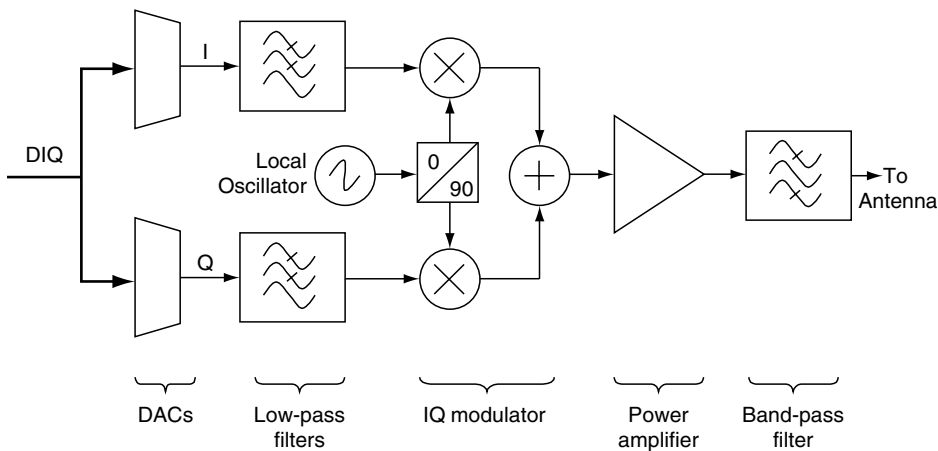 I
DIQ
Local
Oscillator
0
90
To
Antenna
Q
DACs
Low-pass
filters
IQ modulator
Power
amplifier
Band-pass
filter